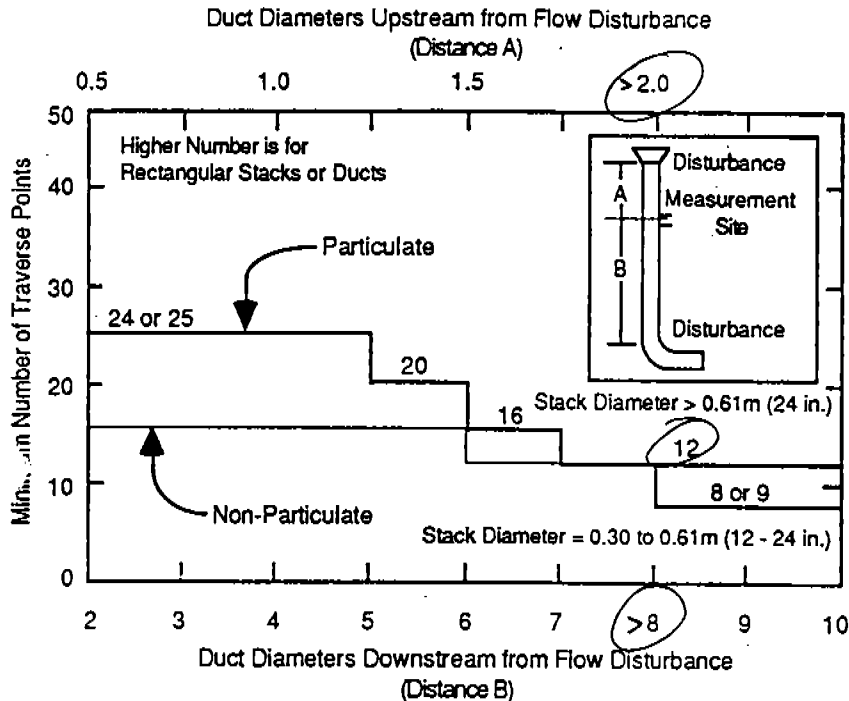 Duct Diameters Upstream from Flow Disturbance
(Distance A)
0.5 1.0 1.5 >2.0
50
40
30
20
10
0
Minimum Number of Traverse Points
Higher Number is for
Rectangular Stacks or Ducts
Particulate
24 or 25
20
16
12
8 or 9
Non-Particulate
Disturbance
A
Measurement
Site
B
Disturbance
Stack Diameter > 0.61m (24 in.)
Stack Diameter = 0.30 to 0.61m (12 - 24 in.)
2 3 4 5 6 7 >8 9 10
Duct Diameters Downstream from Flow Disturbance
(Distance B)